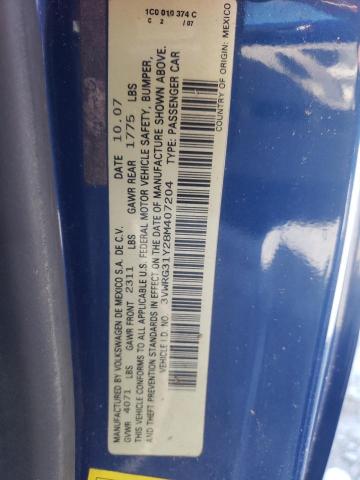 1C0 010 374 C
C 2 /07
MANUFACTURED BY VOLKSWAGEN DE MEXICO S.A. DE C.V. DATE 10.07
GVWR 4071 LBS GAWR FRONT 2311 LBS GAWR REAR 1775 LBS
THIS VEHICLE CONFORMS TO ALL APPLICABLE U.S. FEDERAL MOTOR VEHICLE SAFETY, BUMPER,
AND THEFT PREVENTION STANDARDS IN EFFECT ON THE DATE OF MANUFACTURE SHOWN ABOVE.
VEHICLE I.D. NO. 3VWRG31Y28M407204 TYPE: PASSENGER CAR
COUNTRY OF ORIGIN: MEXICO